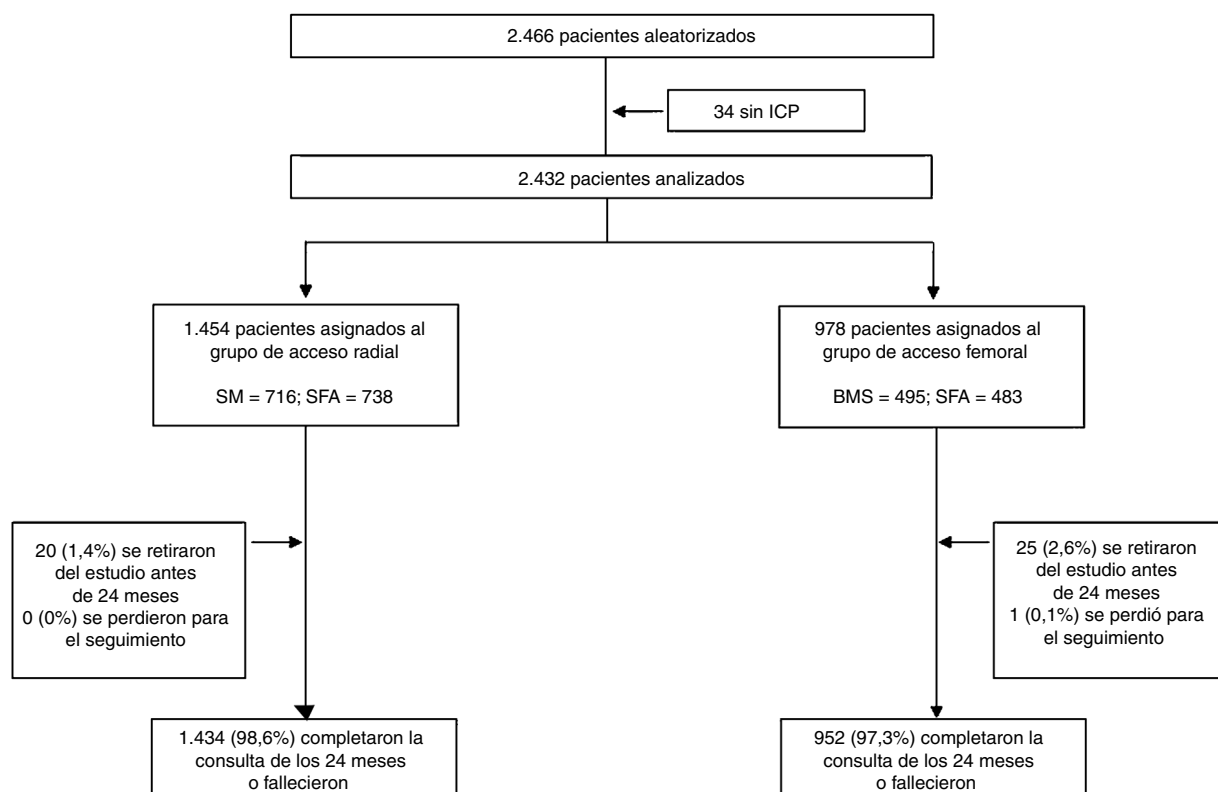 2.466 pacientes aleatorizados
34 sin ICP
2.432 pacientes analizados
1.454 pacientes asignados al
grupo de acceso radial
SM = 716; SFA = 738
978 pacientes asignados al
grupo de acceso femoral
BMS = 495; SFA = 483
20 (1,4%) se retiraron
del estudio antes
de 24 meses
0 (0%) se perdieron para
el seguimiento
25 (2,6%) se retiraron
del estudio antes
de 24 meses
1 (0,1%) se perdió para
el seguimiento
1.434 (98,6%) completaron la
consulta de los 24 meses
o fallecieron
952 (97,3%) completaron la
consulta de los 24 meses
o fallecieron